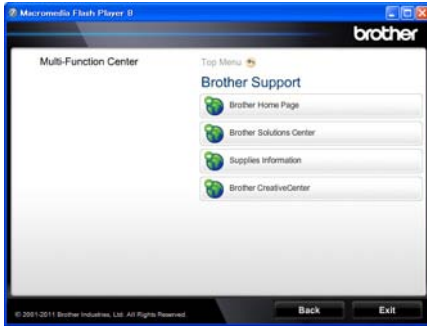 Macromedia Flash Player 8
brother
Multi-Function Center
Top Menu
Brother Support
Brother Home Page
Brother Solutions Center
Supplies Information
Brother CreativeCenter
© 2001-2011 Brother Industries, Ltd. All Rights Reserved.
Back
Exit